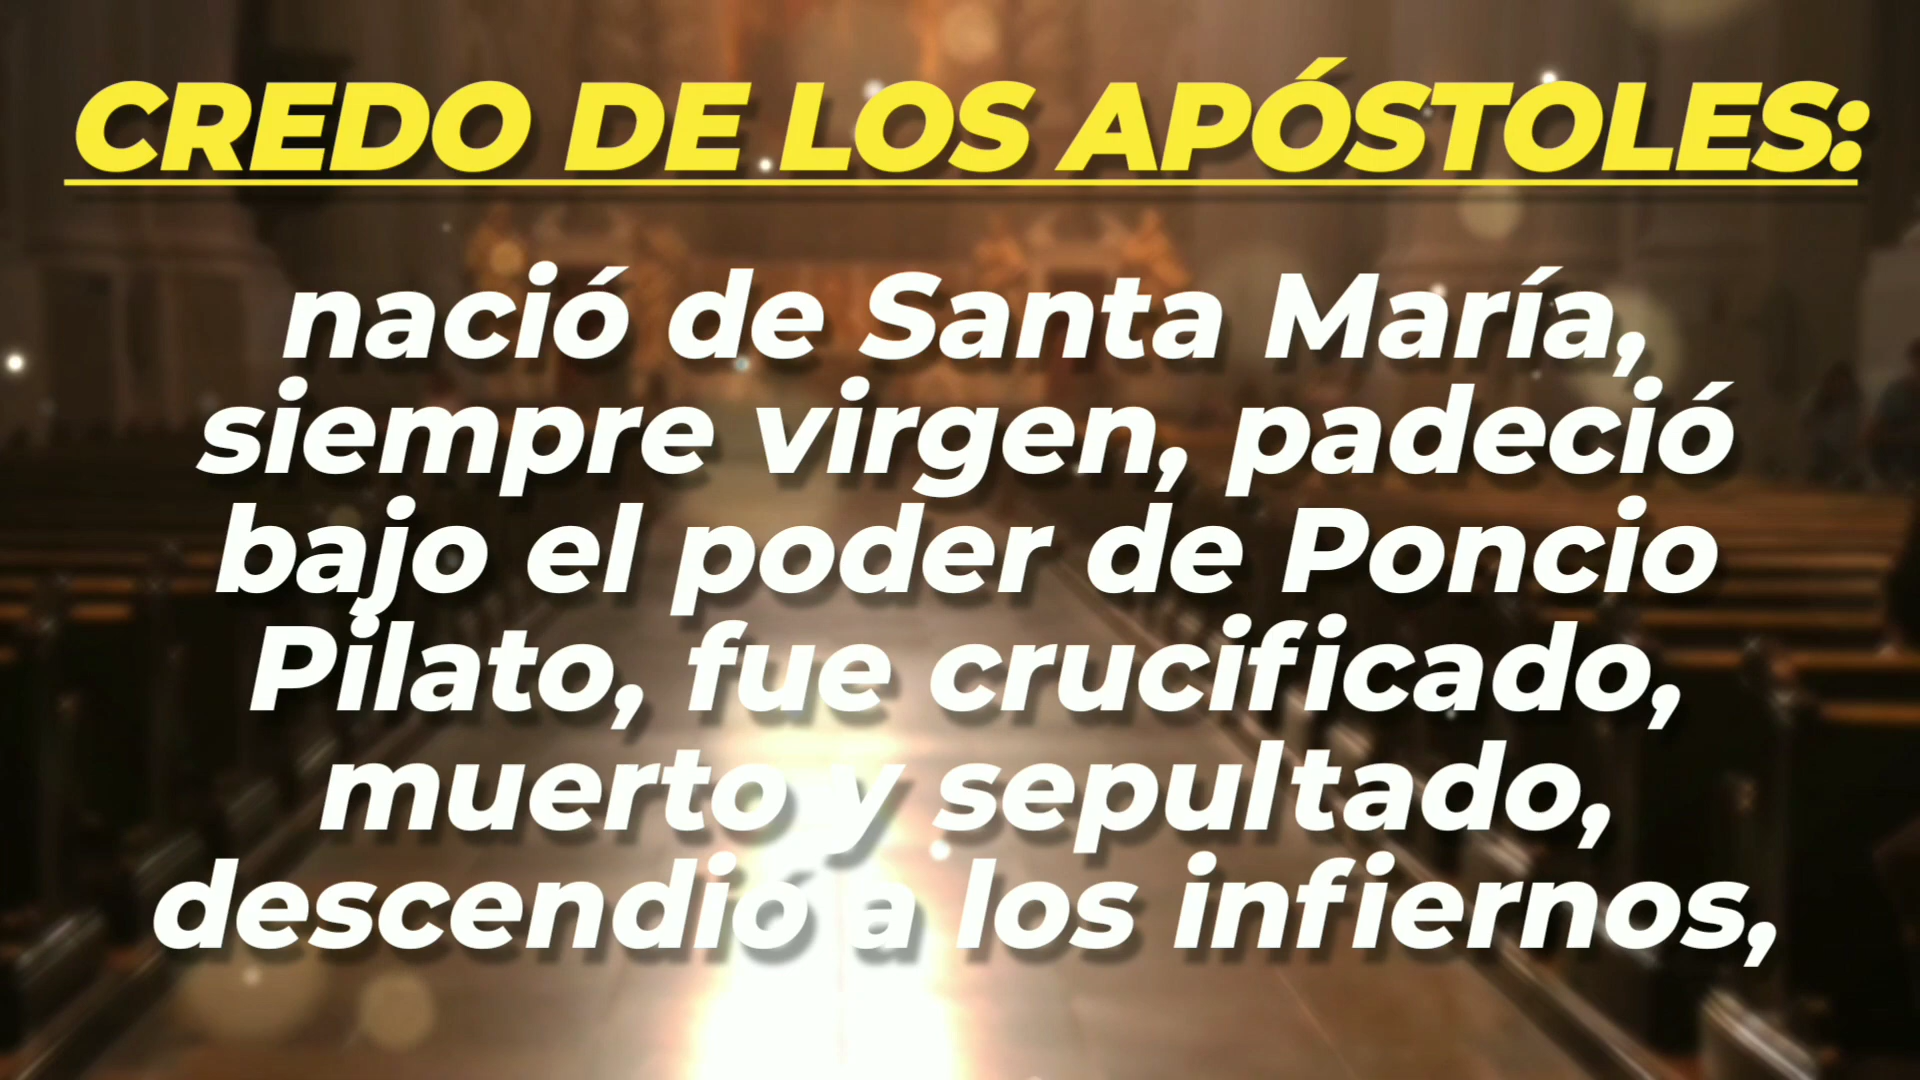 CREDO DE LOS APÓSTOLES:
nació de Santa María,
siempre virgen, padeció
bajo el poder de Poncio
Pilato, fue crucificado,
muerto y sepultado,
descendió a los infiernos,